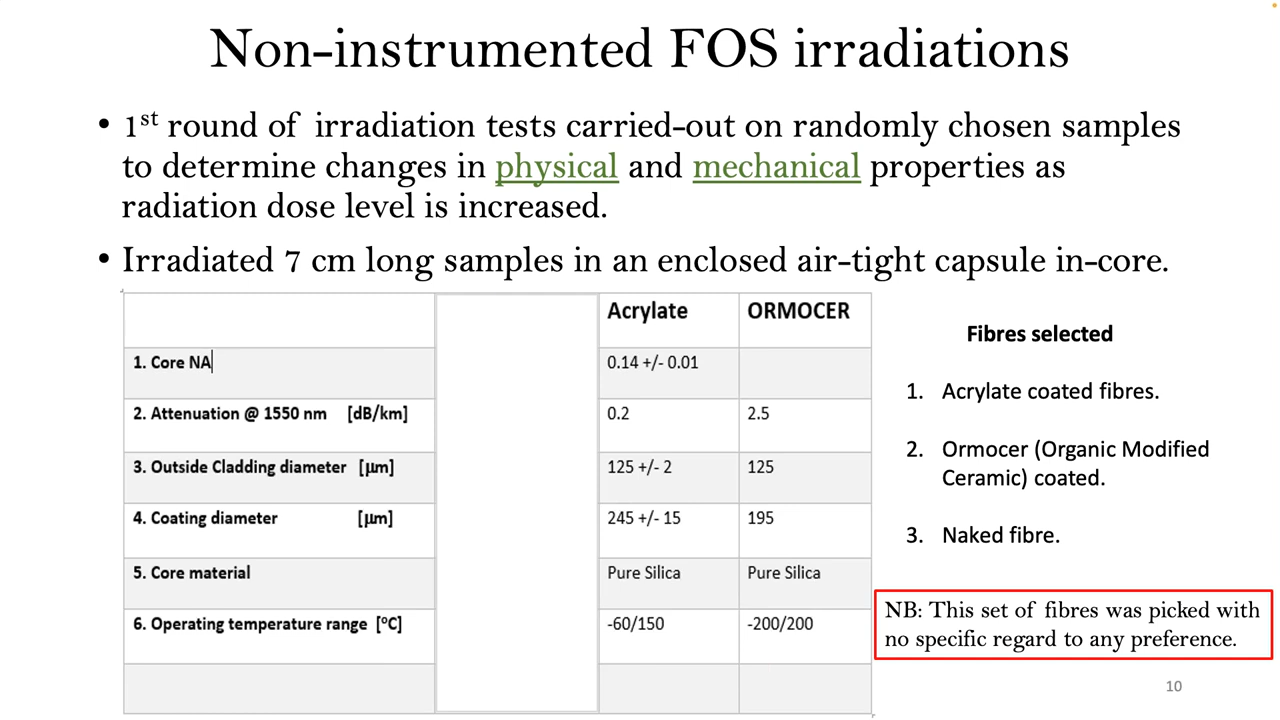 Non-instrumented FOS irradiations
• 1st round of irradiation tests carried-out on randomly chosen samples
to determine changes in physical and mechanical properties as
radiation dose level is increased.
• Irradiated 7 cm long samples in an enclosed air-tight capsule in-core.
Acrylate ORMOCER
1. Core NA 0.14 +/- 0.01
2. Attenuation @ 1550 nm [dB/km] 0.2 2.5
3. Outside Cladding diameter [µm] 125 +/- 2 125
4. Coating diameter [µm] 245 +/- 15 195
5. Core material Pure Silica Pure Silica
6. Operating temperature range [°C] -60/150 -200/200
Fibres selected
1. Acrylate coated fibres.
2. Ormocer (Organic Modified
Ceramic) coated.
3. Naked fibre.
NB: This set of fibres was picked with
no specific regard to any preference.
10